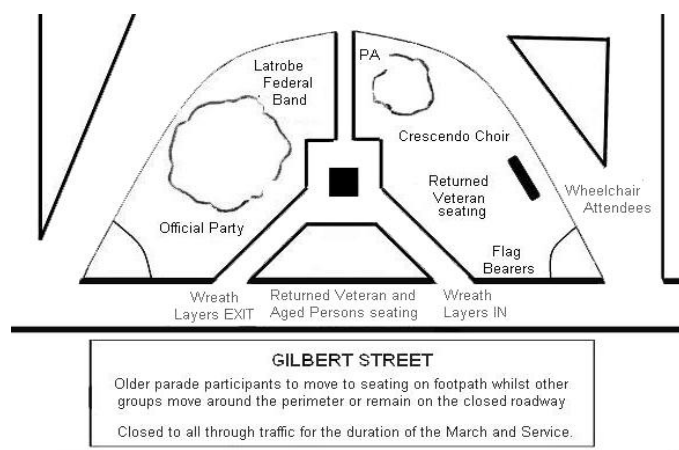 PA
Latrobe
Federal
Band
Crescendo Choir
Returned
Veteran
seating
Wheelchair
Attendees
Official Party
Flag
Bearers
Wreath
Layers EXIT
Returned Veteran and
Aged Persons seating
Wreath
Layers IN
GILBERT STREET
Older parade participants to move to seating on footpath whilst other
groups move around the perimeter or remain on the closed roadway
Closed to all through traffic for the duration of the March and Service.